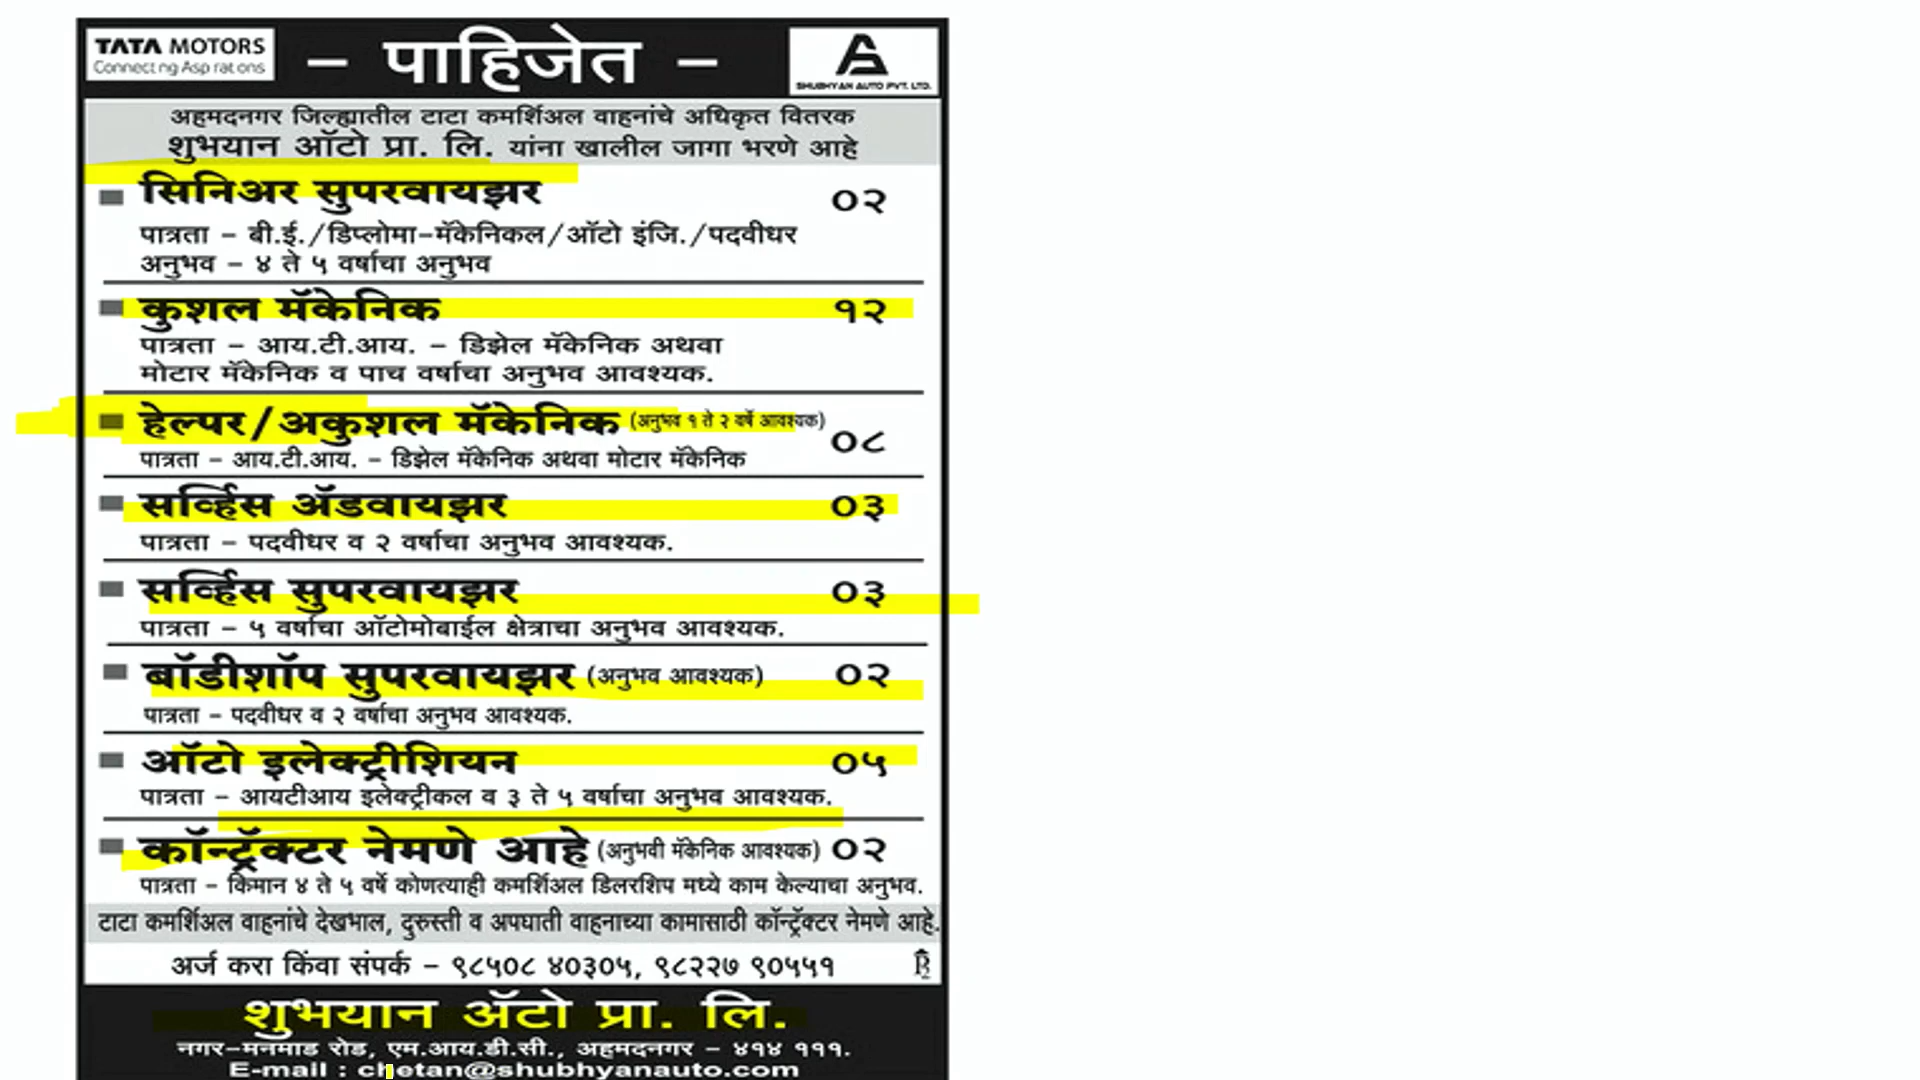 TATA MOTORS
Connecting Aspirations
– पाहिजेत –
SHUBHYAN AUTO PVT. LTD.
अहमदनगर जिल्ह्यातील टाटा कमर्शिअल वाहनांचे अधिकृत वितरक
शुभयान ऑटो प्रा. लि. यांना खालील जागा भरणे आहे
सिनिअर सुपरवायझर ०२
पात्रता – बी.ई./डिप्लोमा-मॅकेनिकल/ऑटो इंजि./पदवीधर
अनुभव – ४ ते ५ वर्षाचा अनुभव
कुशल मॅकेनिक १२
पात्रता – आय.टी.आय. – डिझेल मॅकेनिक अथवा
मोटार मॅकेनिक व पाच वर्षाचा अनुभव आवश्यक.
हेल्पर/अकुशल मॅकेनिक (अनुभव १ ते २ वर्षे आवश्यक) ०८
पात्रता – आय.टी.आय. – डिझेल मॅकेनिक अथवा मोटार मॅकेनिक
सर्व्हिस ॲडवायझर ०३
पात्रता – पदवीधर व २ वर्षाचा अनुभव आवश्यक.
सर्व्हिस सुपरवायझर ०३
पात्रता – ५ वर्षाचा ऑटोमोबाईल क्षेत्राचा अनुभव आवश्यक.
बॉडीशॉप सुपरवायझर (अनुभव आवश्यक) ०२
पात्रता – पदवीधर व २ वर्षाचा अनुभव आवश्यक.
ऑटो इलेक्ट्रीशियन ०५
पात्रता – आयटीआय इलेक्ट्रीकल व ३ ते ५ वर्षाचा अनुभव आवश्यक.
कॉन्ट्रॅक्टर नेमणे आहे (अनुभवी मॅकेनिक आवश्यक) ०२
पात्रता – किमान ४ ते ५ वर्षे कोणत्याही कमर्शिअल डिलरशिप मध्ये काम केल्याचा अनुभव.
टाटा कमर्शिअल वाहनांचे देखभाल, दुरुस्ती व अपघाती वाहनाच्या कामासाठी कॉन्ट्रॅक्टर नेमणे आहे.
अर्ज करा किंवा संपर्क – ९८५०८ ४०३०५, ९८२२७ ९०५५१
शुभयान ॲटो प्रा. लि.
नगर-मनमाड रोड, एम.आय.डी.सी., अहमदनगर – ४१४ १११.
E-mail : chetan@shubhyanauto.com